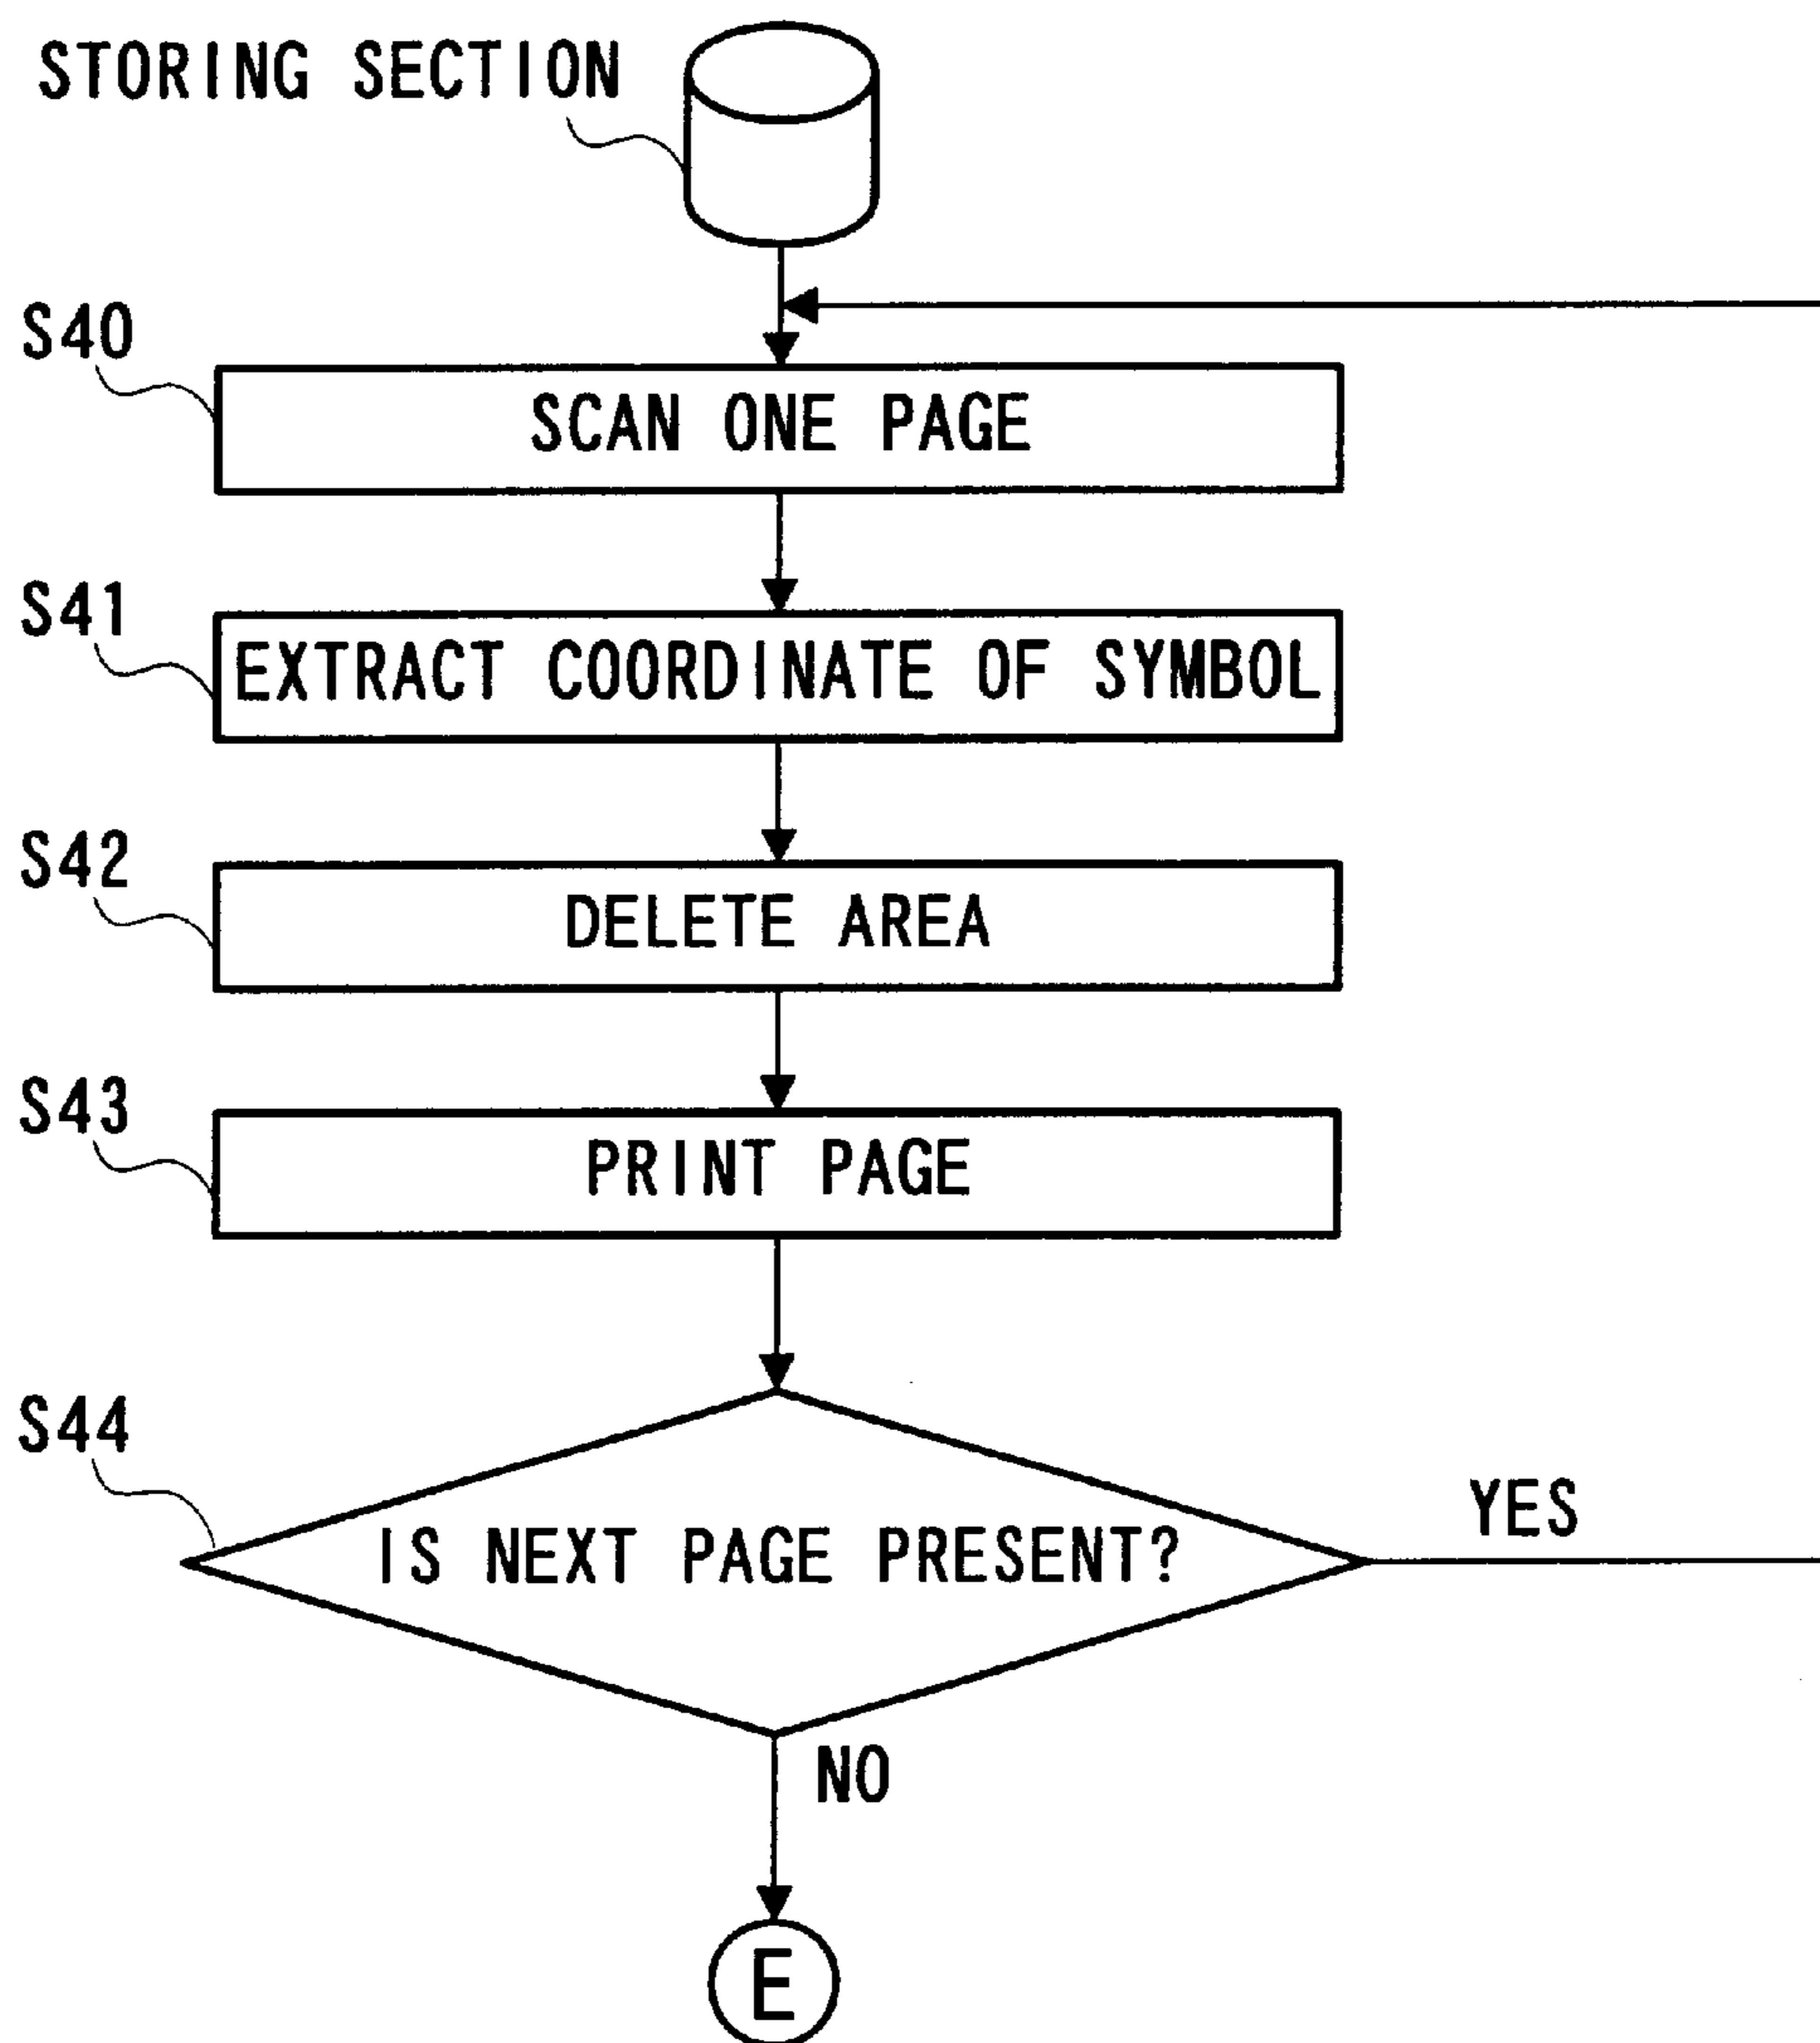 STORING SECTION
S40
SCAN ONE PAGE
S41
EXTRACT COORDINATE OF SYMBOL
S42
DELETE AREA
S43
PRINT PAGE
S44
IS NEXT PAGE PRESENT?
YES
NO
E